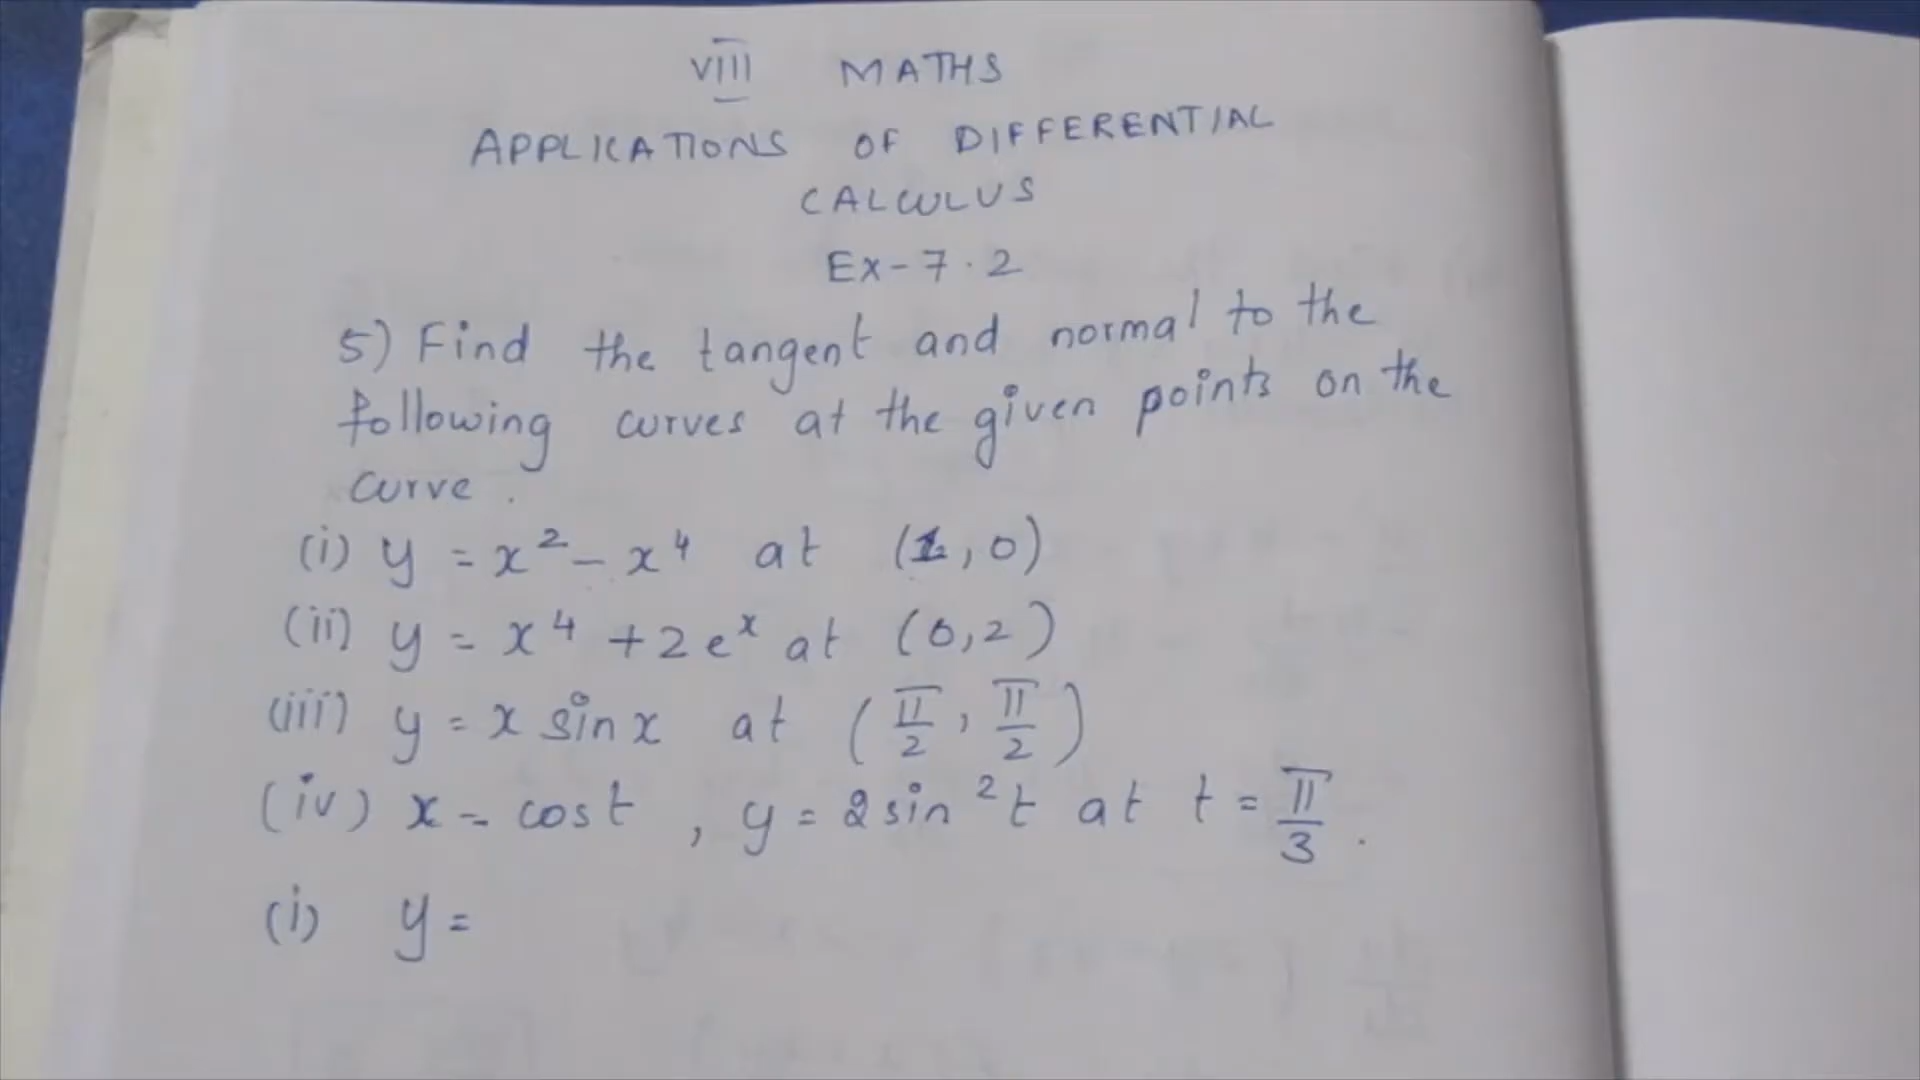 VIII MATHS
APPLICATIONS OF DIFFERENTIAL
CALCULUS
Ex-7.2
5) Find the tangent and normal to the
following curves at the given points on the
curve.
(i) y = x² - x⁴ at (1, 0)
(ii) y = x⁴ + 2eˣ at (0, 2)
(iii) y = x sin x at (π/2, π/2)
(iv) x = cos t, y = 2 sin² t at t = π/3.
(i) y =